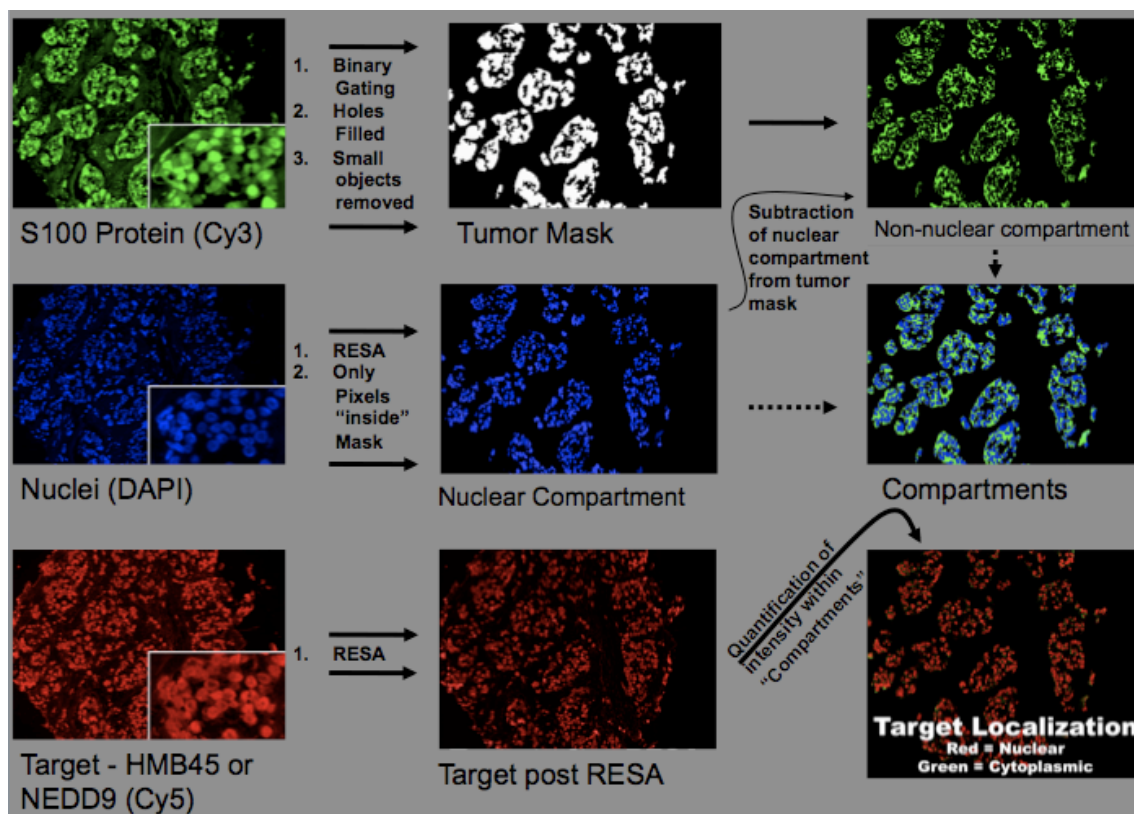 1. Binary
Gating
2. Holes
Filled
3. Small
objects
removed
S100 Protein (Cy3)
Tumor Mask
Subtraction
of nuclear
compartment
from tumor
mask
Non-nuclear compartment
1. RESA
2. Only
Pixels
“inside”
Mask
Nuclei (DAPI)
Nuclear Compartment
Compartments
1. RESA
Quantification of
intensity within
“Compartments”
Target Localization
Red = Nuclear
Green = Cytoplasmic
Target - HMB45 or
NEDD9 (Cy5)
Target post RESA